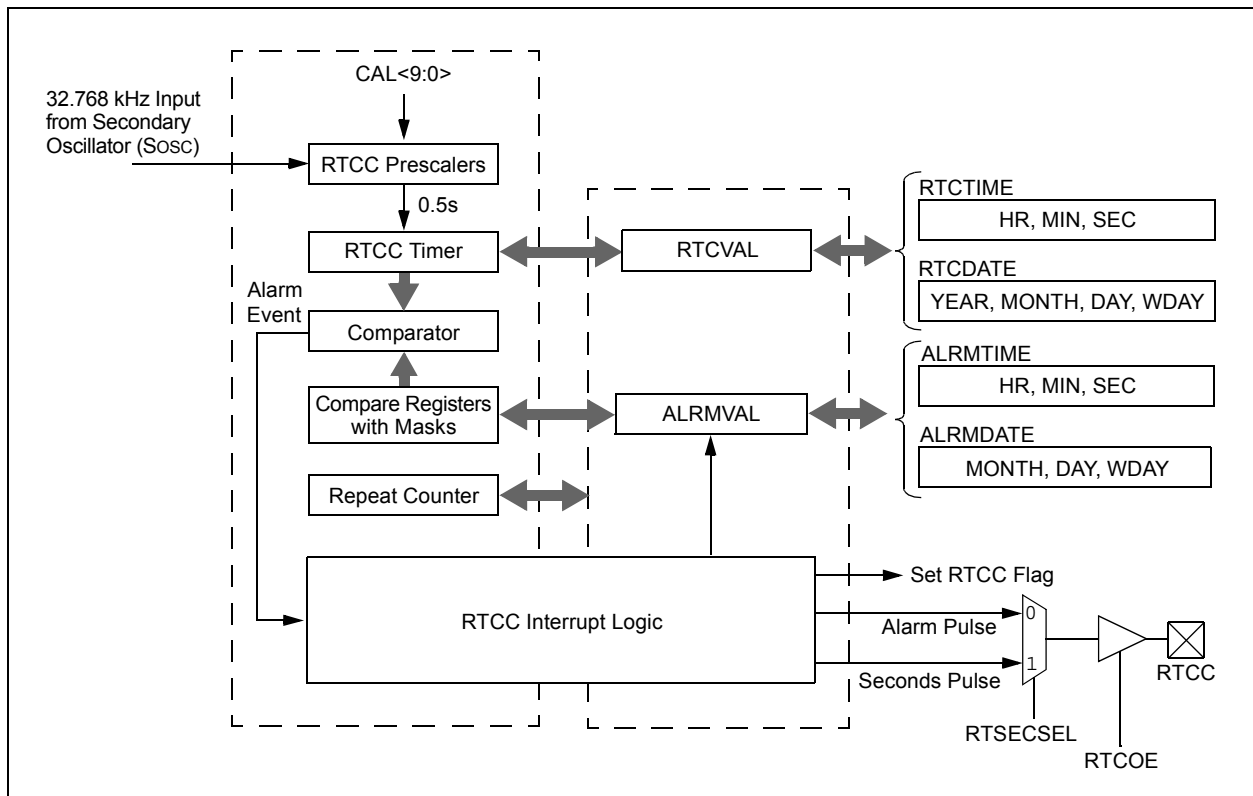 CAL<9:0>
32.768 kHz Input
from Secondary
Oscillator (SOSC)
RTCC Prescalers
0.5s
RTCC Timer
RTCVAL
RTCTIME
HR, MIN, SEC
RTCDATE
YEAR, MONTH, DAY, WDAY
Alarm
Event
Comparator
Compare Registers
with Masks
ALRMVAL
ALRMTIME
HR, MIN, SEC
ALRMDATE
MONTH, DAY, WDAY
Repeat Counter
RTCC Interrupt Logic
Set RTCC Flag
Alarm Pulse
0
Seconds Pulse
1
RTCC
RTSECSEL
RTCOE